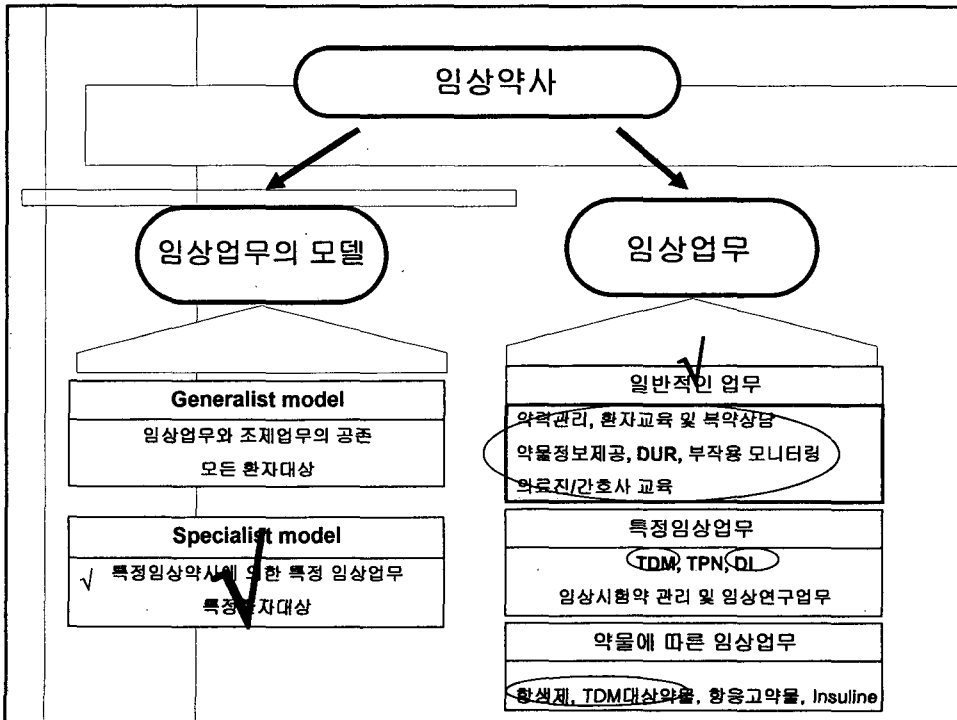 임상약사
임상업무의 모델
임상업무
Generalist model
임상업무와 조제업무의 공존
모든 환자대상
Specialist model
√ 특정임상약사에 의한 특정 임상업무
특정환자대상
√
일반적인 업무
약력관리, 환자교육 및 복약상담
약물정보제공, DUR, 부작용 모니터링
의료진/간호사 교육
특정임상업무
TDM, TPN, DI
임상시험약 관리 및 임상연구업무
약물에 따른 임상업무
항생제, TDM대상약물, 항응고약물, Insuline